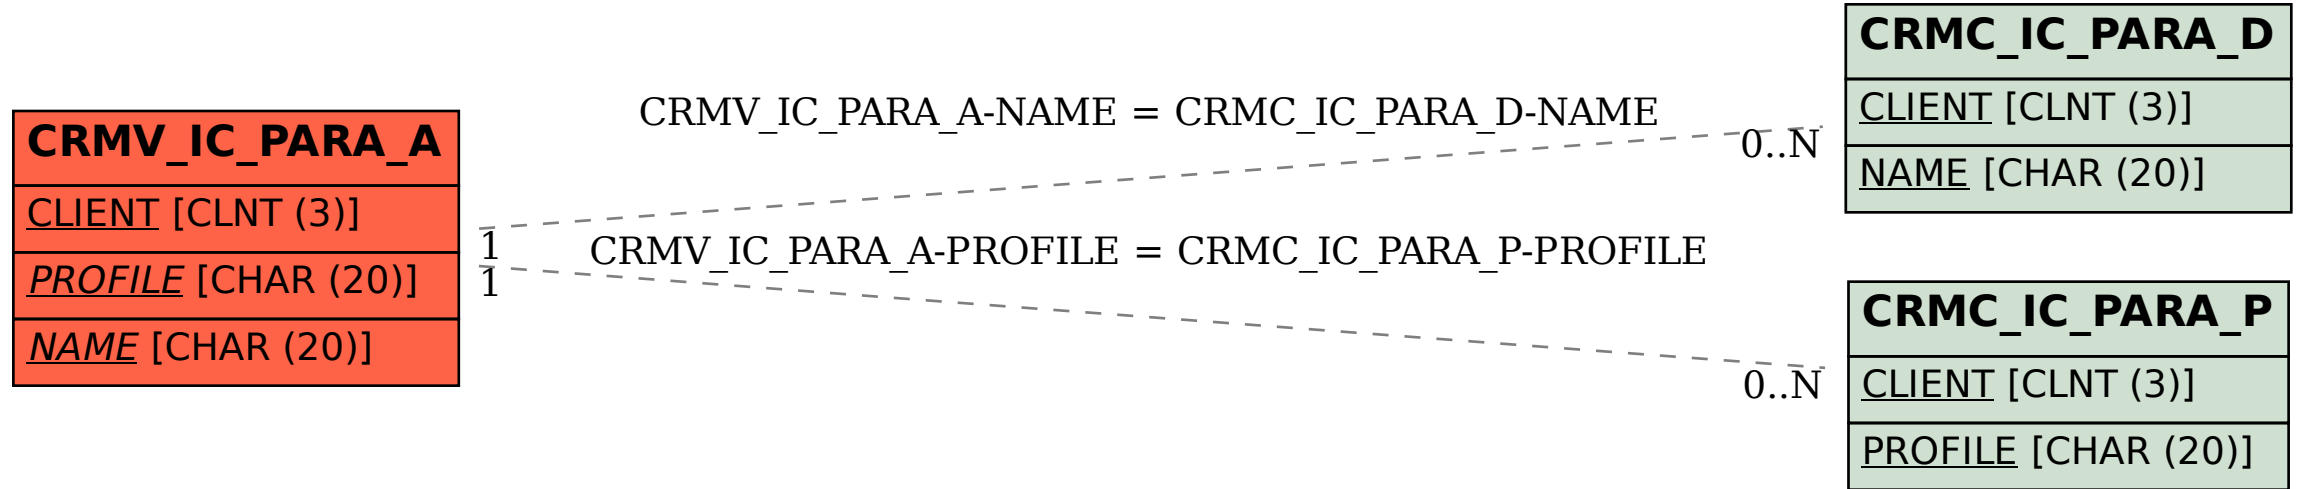 CRMV_IC_PARA_A
CLIENT [CLNT (3)]
PROFILE [CHAR (20)]
NAME [CHAR (20)]
CRMV_IC_PARA_A-NAME = CRMC_IC_PARA_D-NAME
0..N
1
CRMV_IC_PARA_A-PROFILE = CRMC_IC_PARA_P-PROFILE
1
0..N
CRMC_IC_PARA_D
CLIENT [CLNT (3)]
NAME [CHAR (20)]
CRMC_IC_PARA_P
CLIENT [CLNT (3)]
PROFILE [CHAR (20)]